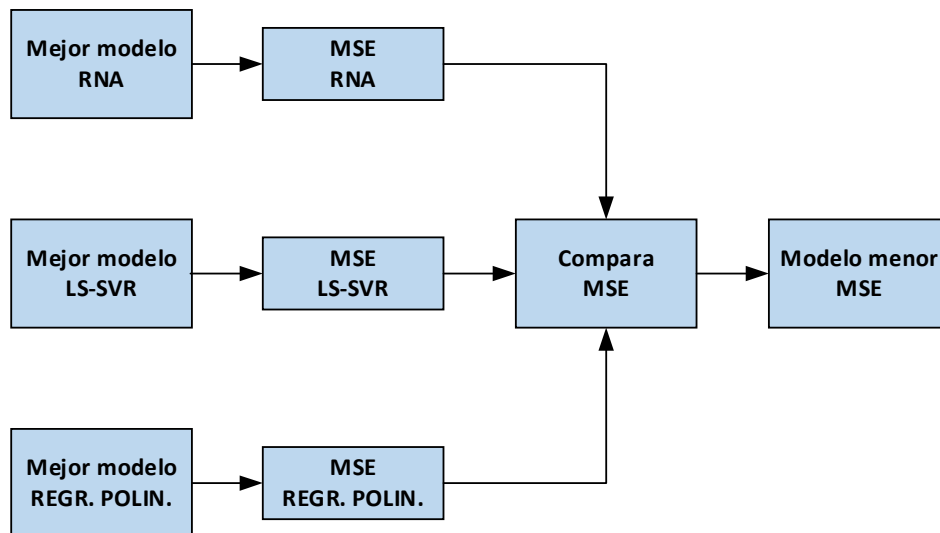 Mejor modelo
RNA
MSE
RNA
Mejor modelo
LS-SVR
MSE
LS-SVR
Compara
MSE
Modelo menor
MSE
Mejor modelo
REGR. POLIN.
MSE
REGR. POLIN.